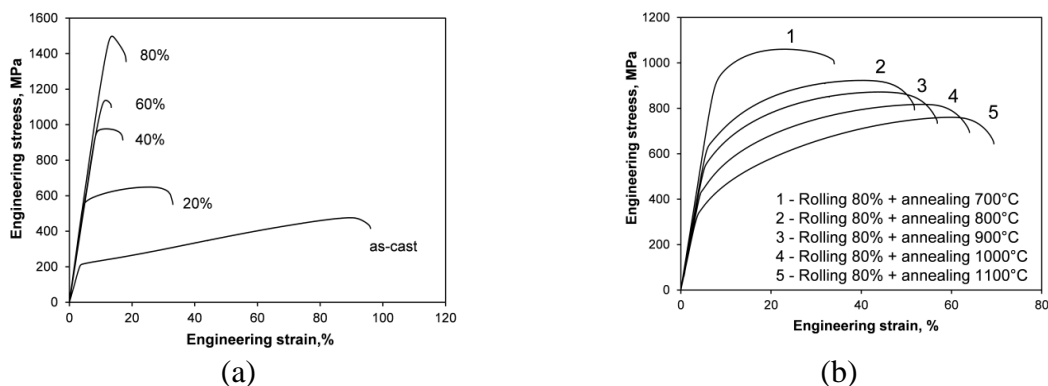 1600
1400
1200
1000
800
600
400
200
0
Engineering streess, MPa
80%
60%
40%
20%
as-cast
0 20 40 60 80 100 120
Engineering strain,%
(a)
1200
1000
800
600
400
200
0
Engineering stress, MPa
1
2
3
4
5
1 - Rolling 80% + annealing 700°C
2 - Rolling 80% + annealing 800°C
3 - Rolling 80% + annealing 900°C
4 - Rolling 80% + annealing 1000°C
5 - Rolling 80% + annealing 1100°C
0 20 40 60 80
Engineering strain, %
(b)